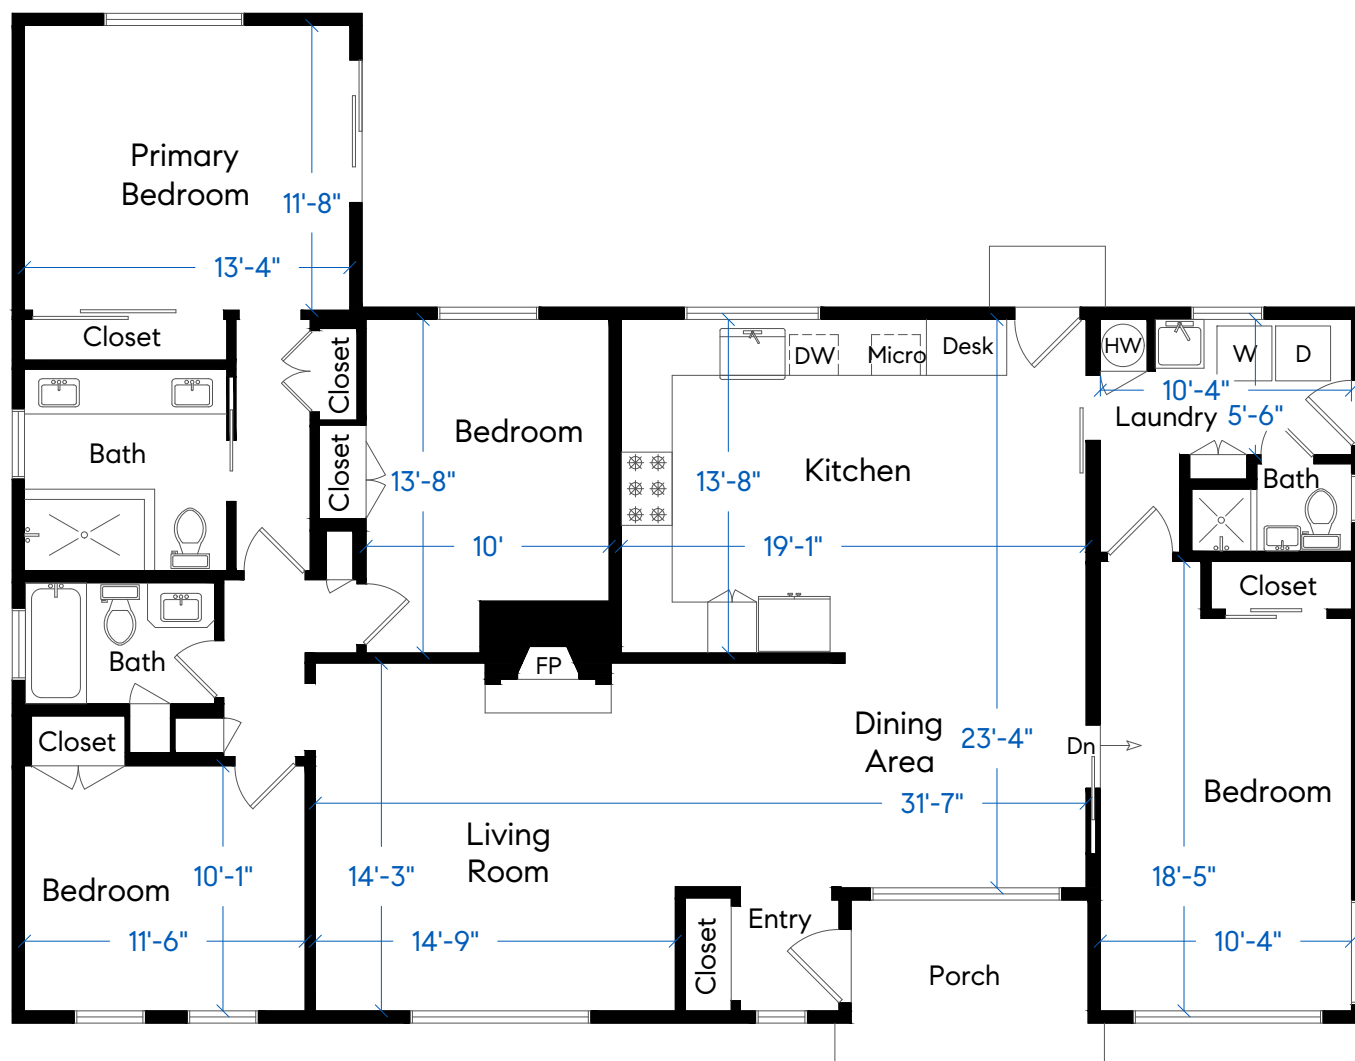 Primary
Bedroom
11'-8"
13'-4"
Closet
Closet
Closet
Bath
Bedroom
13'-8"
10'
DW
Micro
Desk
Kitchen
13'-8"
19'-1"
HW
W
D
10'-4"
Laundry
5'-6"
Bath
Closet
Bath
FP
Closet
Dining
Area
23'-4"
Dn
31'-7"
Bedroom
Living
Room
Bedroom
10'-1"
14'-3"
18'-5"
11'-6"
14'-9"
Closet
Entry
Porch
10'-4"